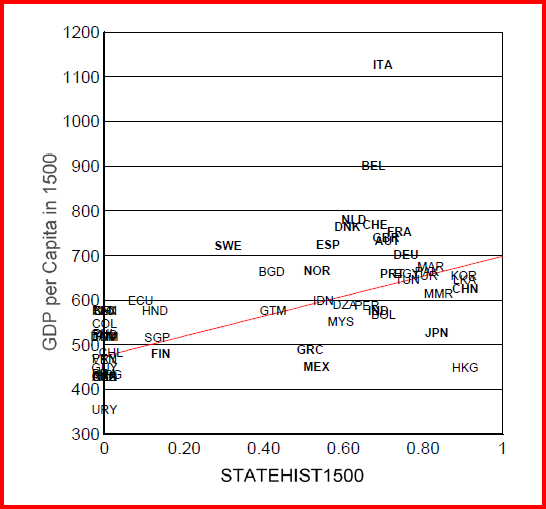 1200
ITA
1100
1000
BEL
900
800
NLD
CHE
DNK
FRA
AUT
SWE
ESP
700
DEU
MAR
NOR
BGD
TUR
KOR
LKA
TUN
CHN
600
ECU
IDN
MMR
HND
GTM
DZA
PER
IND
MYS
COL
JPN
500
SGP
CHL
FIN
GRC
HKG
MEX
400
URY
300
0
0.20
0.40
0.60
0.80
1
STATEHIST1500
GDP per Capita in 1500